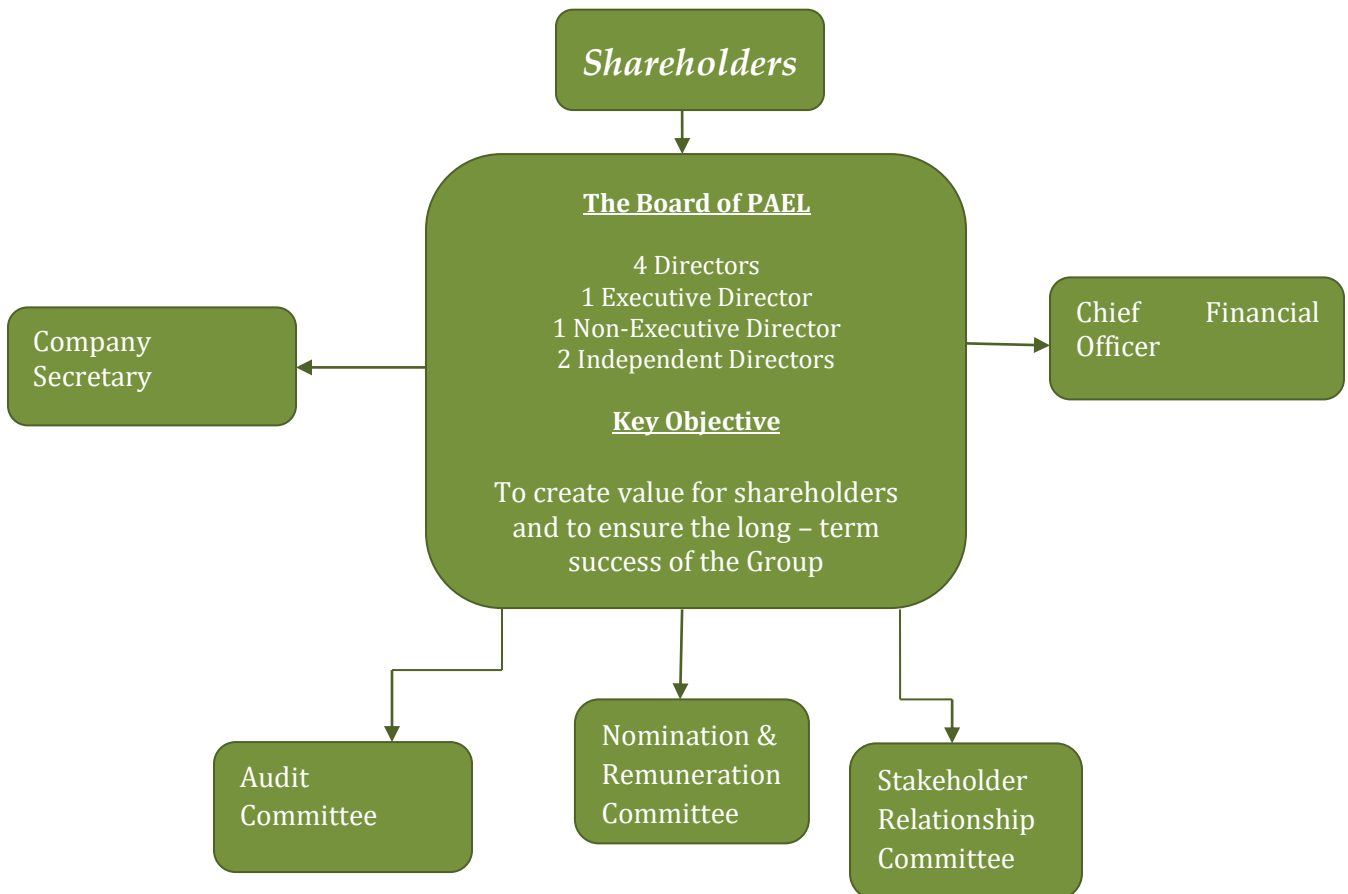 Shareholders
The Board of PAEL
4 Directors
1 Executive Director
1 Non-Executive Director
2 Independent Directors
Key Objective
To create value for shareholders
and to ensure the long – term
success of the Group
Company
Secretary
Chief Financial
Officer
Audit
Committee
Nomination &
Remuneration
Committee
Stakeholder
Relationship
Committee